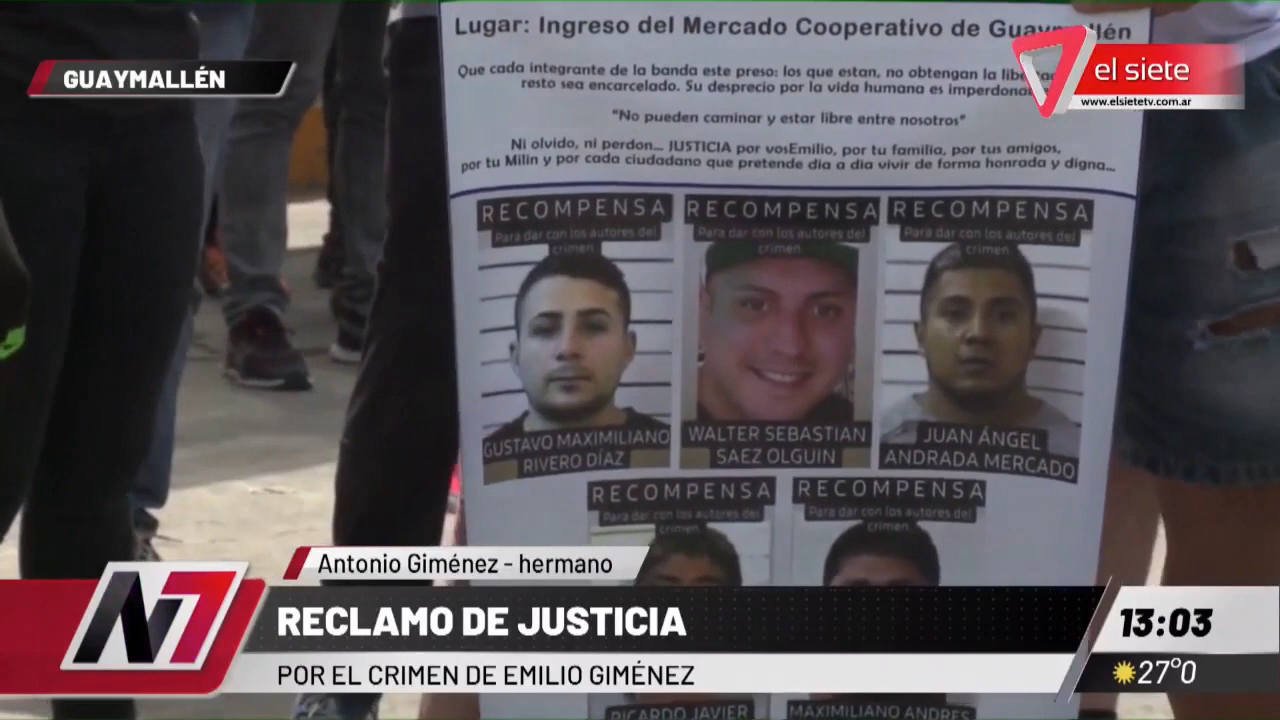 Lugar: Ingreso del Mercado Cooperativo de Guaymallén
GUAYMALLÉN
el siete
www.elsietetv.com.ar
Que cada integrante de la banda este preso: los que estan, no obtengan la
resto sea encarcelado. Su desprecio por la vida humana es
"No pueden caminar y estar libre entre nosotros"
Ni olvido, ni perdon... JUSTICIA por vosEmilio, por tu familia, por tus amigos,
por tu Milin y por cada ciudadano que pretende dia a dia vivir de forma honrada y digna...
RECOMPENSA
Para dar con los autores del
crimen
GUSTAVO MAXIMILIANO
RIVERO DÍAZ
RECOMPENSA
Para dar con los autores del
crimen
WALTER SEBASTIAN
SAEZ OLGUIN
RECOMPENSA
Para dar con los autores del
crimen
JUAN ÁNGEL
ANDRADA MERCADO
RECOMPENSA
Para dar con los autores del
crimen
RICARDO JAVIER
RECOMPENSA
Para dar con los autores del
crimen
MAXIMILIANO ANDRES
Antonio Giménez - hermano
N7
RECLAMO DE JUSTICIA
POR EL CRIMEN DE EMILIO GIMÉNEZ
13:03
27°0